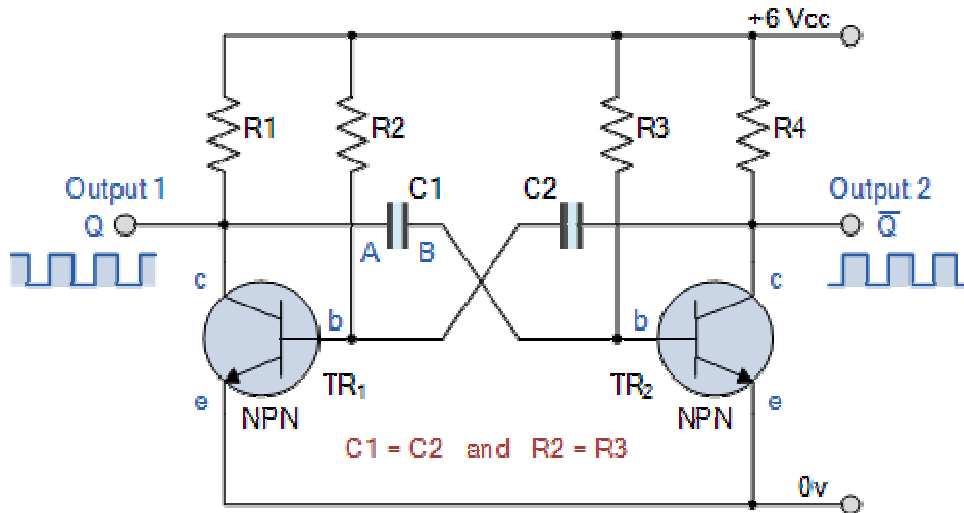 +6 Vcc
R1
R2
R3
R4
Output 1
C1
C2
Output 2
Q
A
B
Q̅
c
c
b
b
TR₁
TR₂
e
NPN
NPN
e
C1 = C2 and R2 = R3
0v